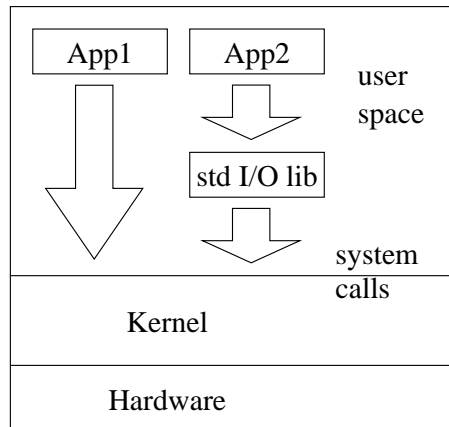 App1
App2
user
space
std I/O lib
system
calls
Kernel
Hardware